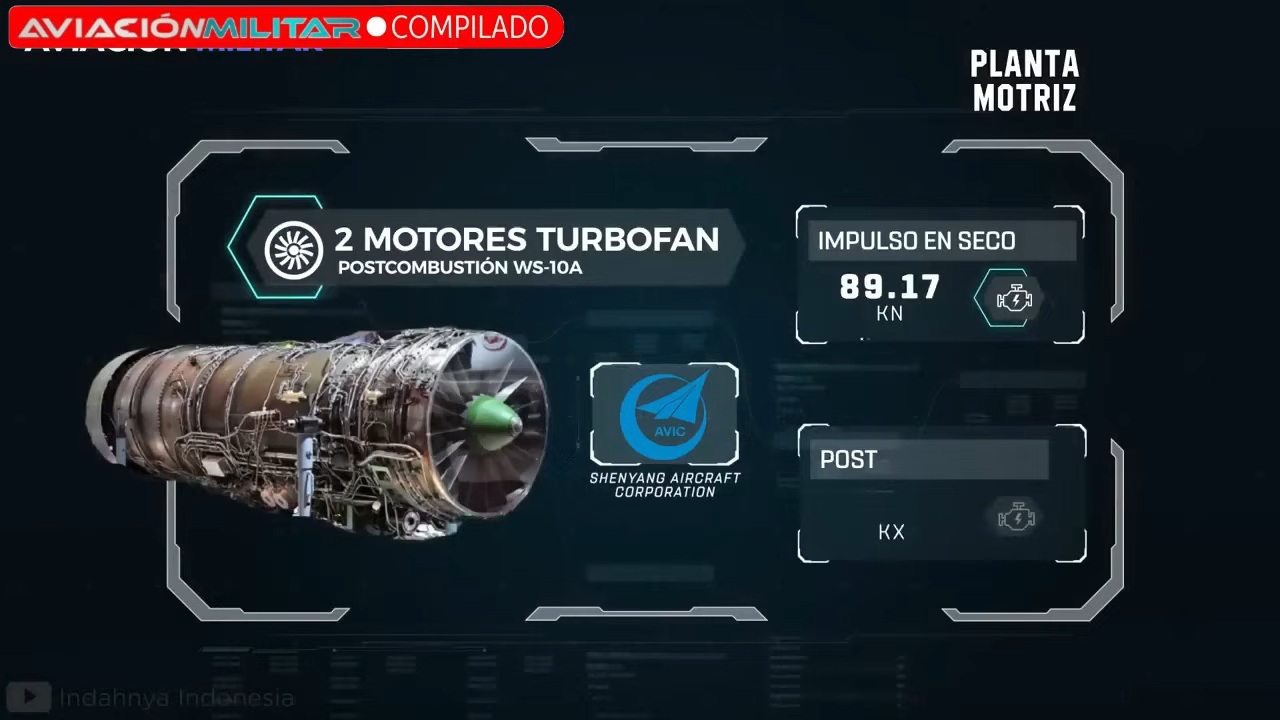 AVIACIÓNMILITAR COMPILADO
PLANTA
MOTRIZ
2 MOTORES TURBOFAN
POSTCOMBUSTIÓN WS-10A
IMPULSO EN SECO
89.17
KN
AVIC
SHENYANG AIRCRAFT
CORPORATION
POST
KX
Indahnya Indonesia